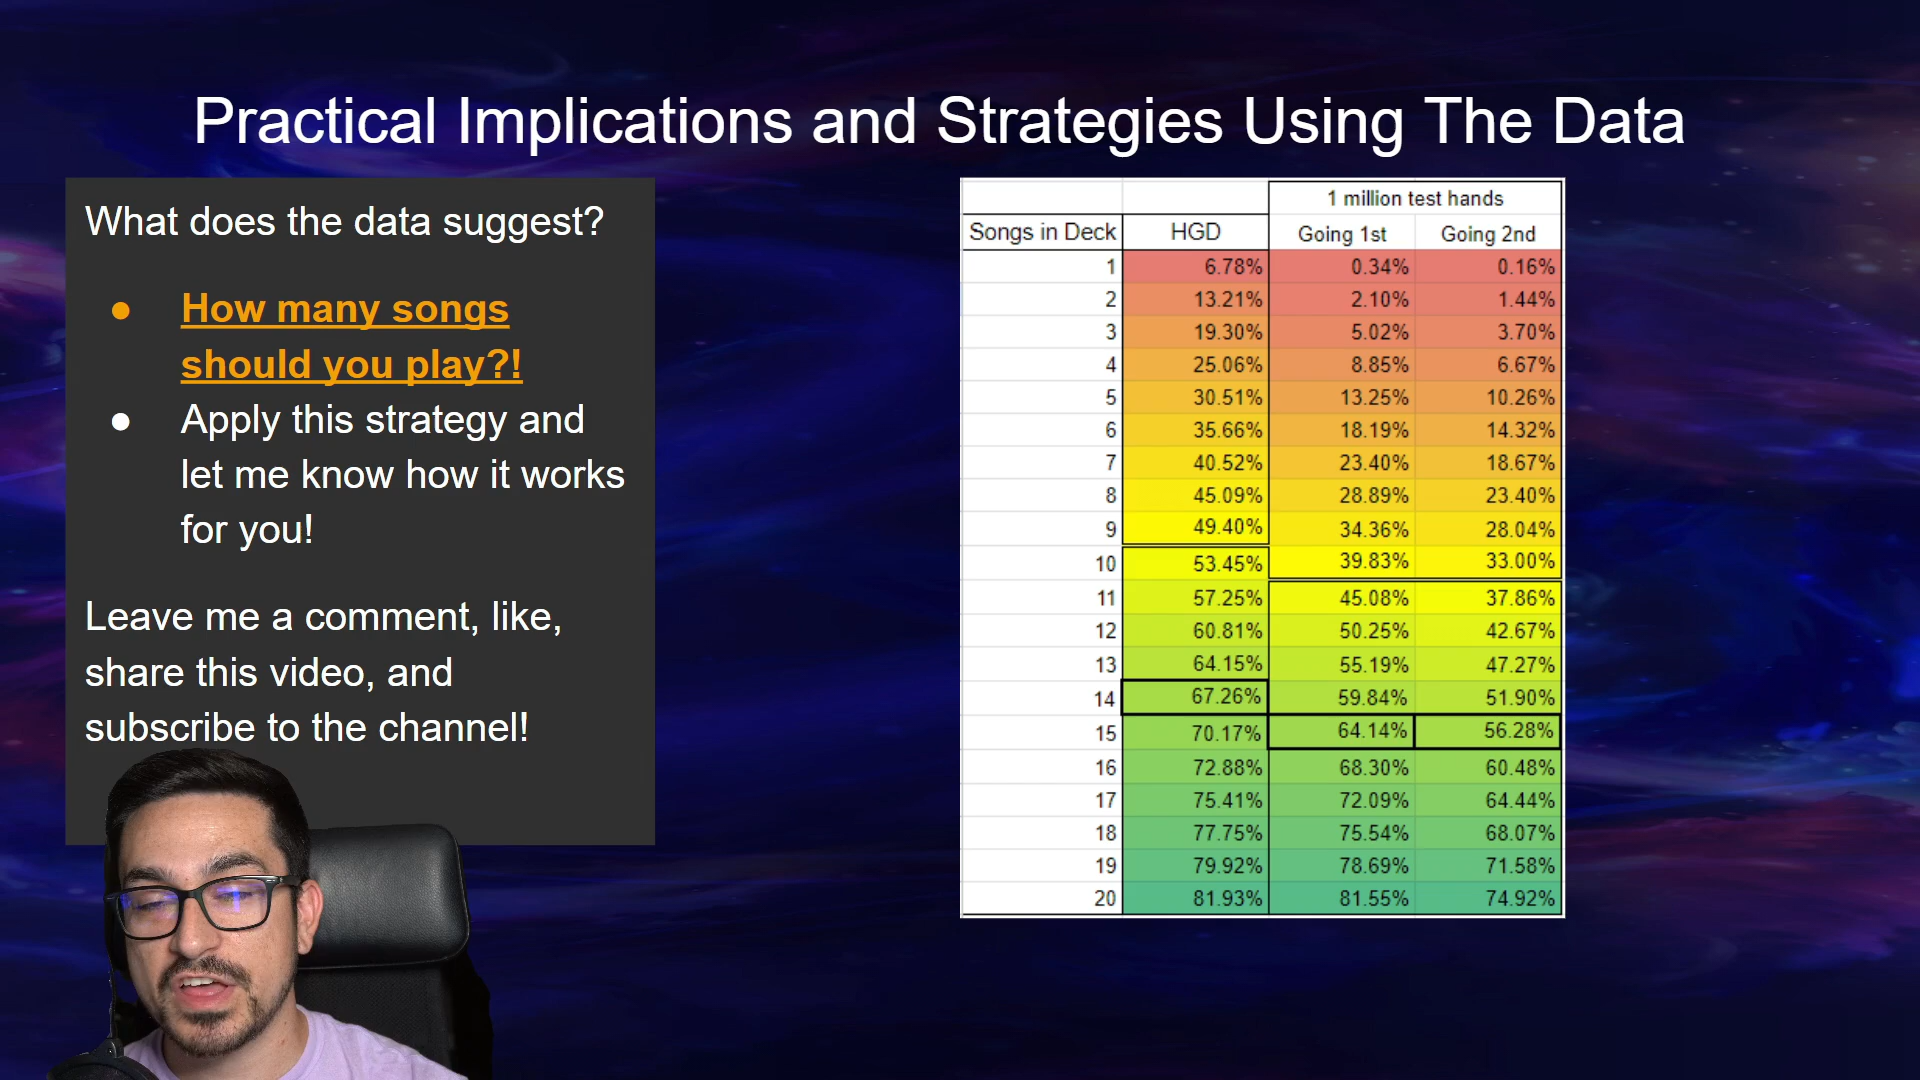 Practical Implications and Strategies Using The Data
What does the data suggest?
● How many songs
should you play?!
● Apply this strategy and
let me know how it works
for you!
Leave me a comment, like,
share this video, and
subscribe to the channel!
1 million test hands
Songs in Deck HGD Going 1st Going 2nd
1 6.78% 0.34% 0.16%
2 13.21% 2.10% 1.44%
3 19.30% 5.02% 3.70%
4 25.06% 8.85% 6.67%
5 30.51% 13.25% 10.26%
6 35.66% 18.19% 14.32%
7 40.52% 23.40% 18.67%
8 45.09% 28.89% 23.40%
9 49.40% 34.36% 28.04%
10 53.45% 39.83% 33.00%
11 57.25% 45.08% 37.86%
12 60.81% 50.25% 42.67%
13 64.15% 55.19% 47.27%
14 67.26% 59.84% 51.90%
15 70.17% 64.14% 56.28%
16 72.88% 68.30% 60.48%
17 75.41% 72.09% 64.44%
18 77.75% 75.54% 68.07%
19 79.92% 78.69% 71.58%
20 81.93% 81.55% 74.92%